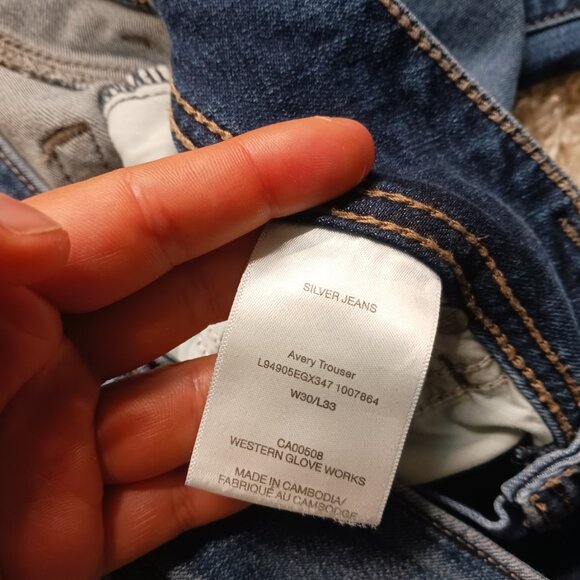 SILVER JEANS
Avery Trouser
L94905EGX347 1007864
W30/L33
CA00508
WESTERN GLOVE WORKS
MADE IN CAMBODIA/
FABRIQUÉ AU CAMBODGE